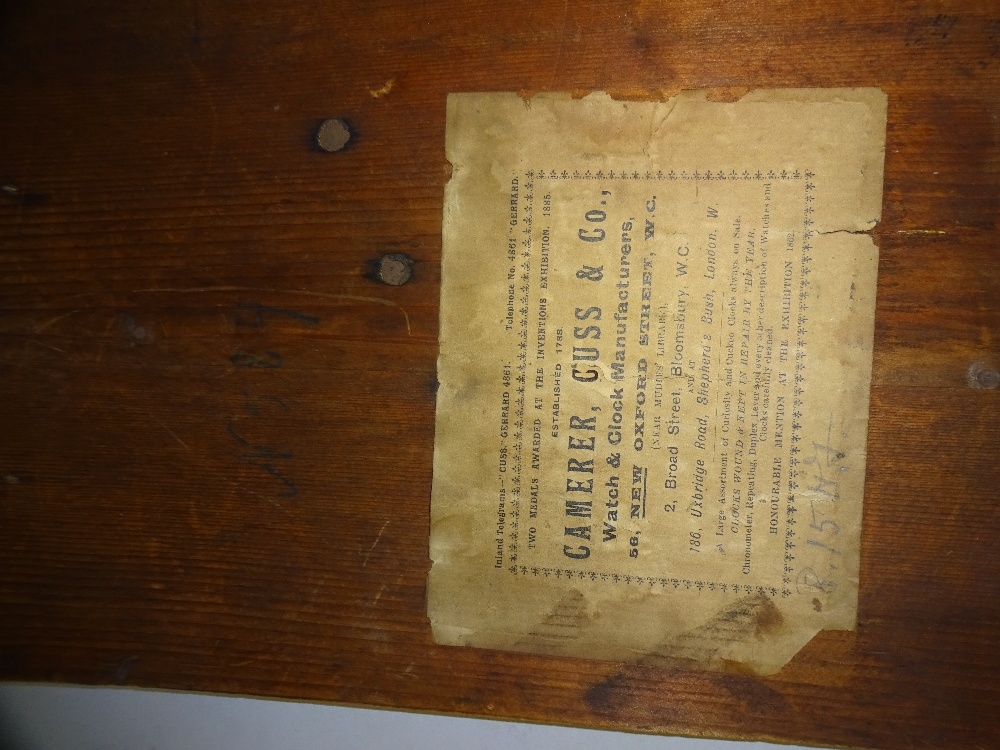 Inland Telegrams—"CUSS," GERRARD 4861. Telephone No. 4861 "GERRARD.
TWO MEDALS AWARDED AT THE INVENTIONS EXHIBITION, 1885.
ESTABLISHED 1788.
CAMERER, CUSS & CO.,
Watch & Clock Manufacturers,
56, NEW OXFORD STREET, W.C.
(NEAR MUDIES' LIBRARY).
2, Broad Street, Bloomsbury, W.C.
AND AT
186, Uxbridge Road, Shepherd's Bush, London, W.
A Large Assortment of Curiosity and Cuckoo Clocks always on Sale.
CLOCKS WOUND & KEPT IN REPAIR BY THE YEAR.
Chronometer, Repeating, Duplex, Lever and every other description of Watches and
Clocks carefully cleaned.
HONOURABLE MENTION AT THE EXHIBITION 1862.